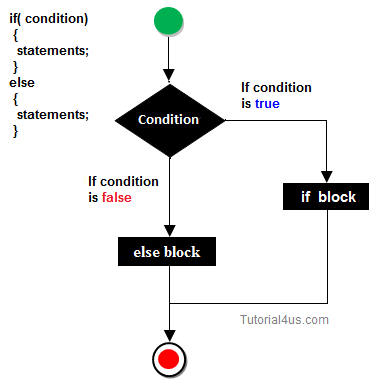 if( condition)
{
statements;
}
else
{
statements;
}
Condition
If condition
is true
If condition
is false
if block
else block
Tutorial4us.com